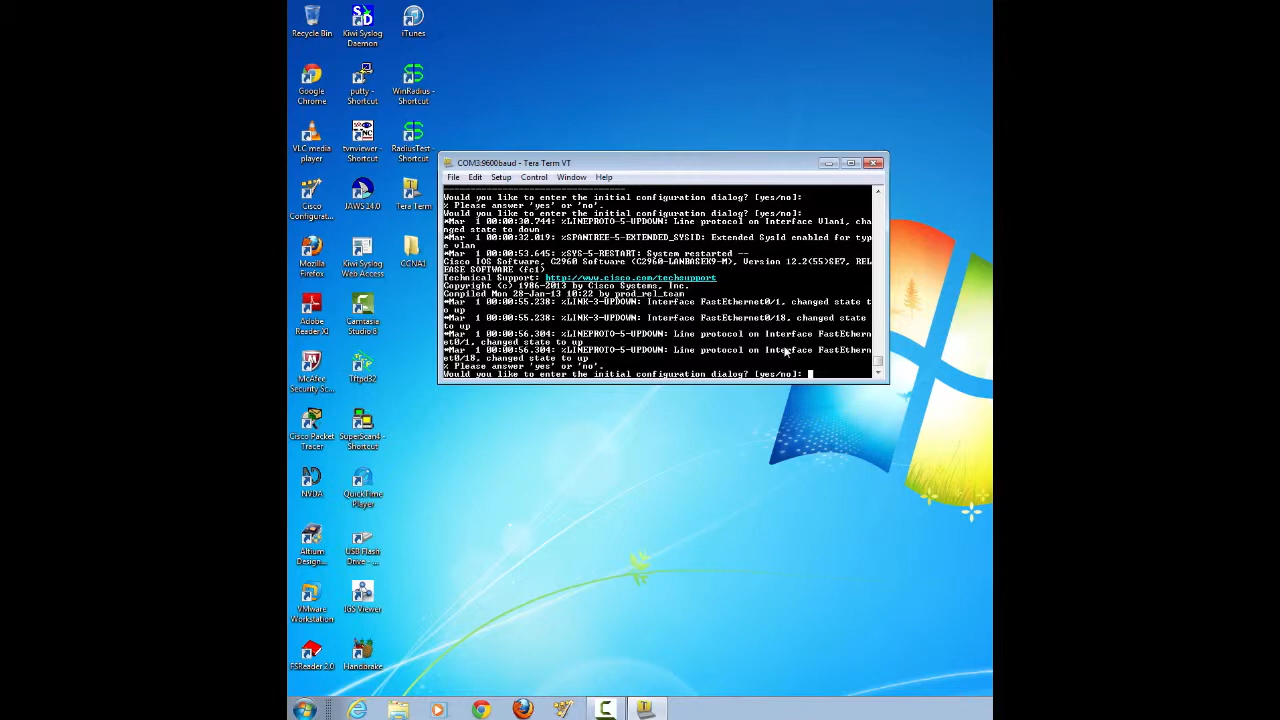 Recycle Bin
Kiwi Syslog
Daemon
iTunes
Google
Chrome
putty -
Shortcut
WinRadius -
Shortcut
VLC media
player
tvnviewer -
Shortcut
RadiusTest -
Shortcut
Cisco
Configurat...
JAWS 14.0
Tera Term
Mozilla
Firefox
Kiwi Syslog
Web Access
CCNA1
Adobe
Reader XI
Camtasia
Studio 8
McAfee
Security Sc...
Tftpd32
Cisco Packet
Tracer
SuperScan4 -
Shortcut
NVDA
QuickTime
Player
Altium
Design...
USB Flash
Drive - ...
VMware
Workstation
IGS Viewer
FSReader 2.0
Handbrake
COM3:9600baud - Tera Term VT
File Edit Setup Control Window Help
Would you like to enter the initial configuration dialog? [yes/no]:
% Please answer 'yes' or 'no'.
Would you like to enter the initial configuration dialog? [yes/no]:
*Mar 1 00:00:30.744: %LINEPROTO-5-UPDOWN: Line protocol on Interface Vlan1, cha
nged state to down
*Mar 1 00:00:32.019: %SPANTREE-5-EXTENDED_SYSID: Extended SysId enabled for typ
e vlan
*Mar 1 00:00:53.645: %SYS-5-RESTART: System restarted --
Cisco IOS Software, C2960 Software (C2960-LANBASEK9-M), Version 12.2(55)SE7, REL
EASE SOFTWARE (fc1)
Technical Support: http://www.cisco.com/techsupport
Copyright (c) 1986-2013 by Cisco Systems, Inc.
Compiled Mon 28-Jan-13 10:22 by prod_rel_team
*Mar 1 00:00:55.238: %LINK-3-UPDOWN: Interface FastEthernet0/1, changed state t
o up
*Mar 1 00:00:55.238: %LINK-3-UPDOWN: Interface FastEthernet0/18, changed state
to up
*Mar 1 00:00:56.304: %LINEPROTO-5-UPDOWN: Line protocol on Interface FastEthern
et0/1, changed state to up
*Mar 1 00:00:56.304: %LINEPROTO-5-UPDOWN: Line protocol on Interface FastEthern
et0/18, changed state to up
% Please answer 'yes' or 'no'.
Would you like to enter the initial configuration dialog? [yes/no]: